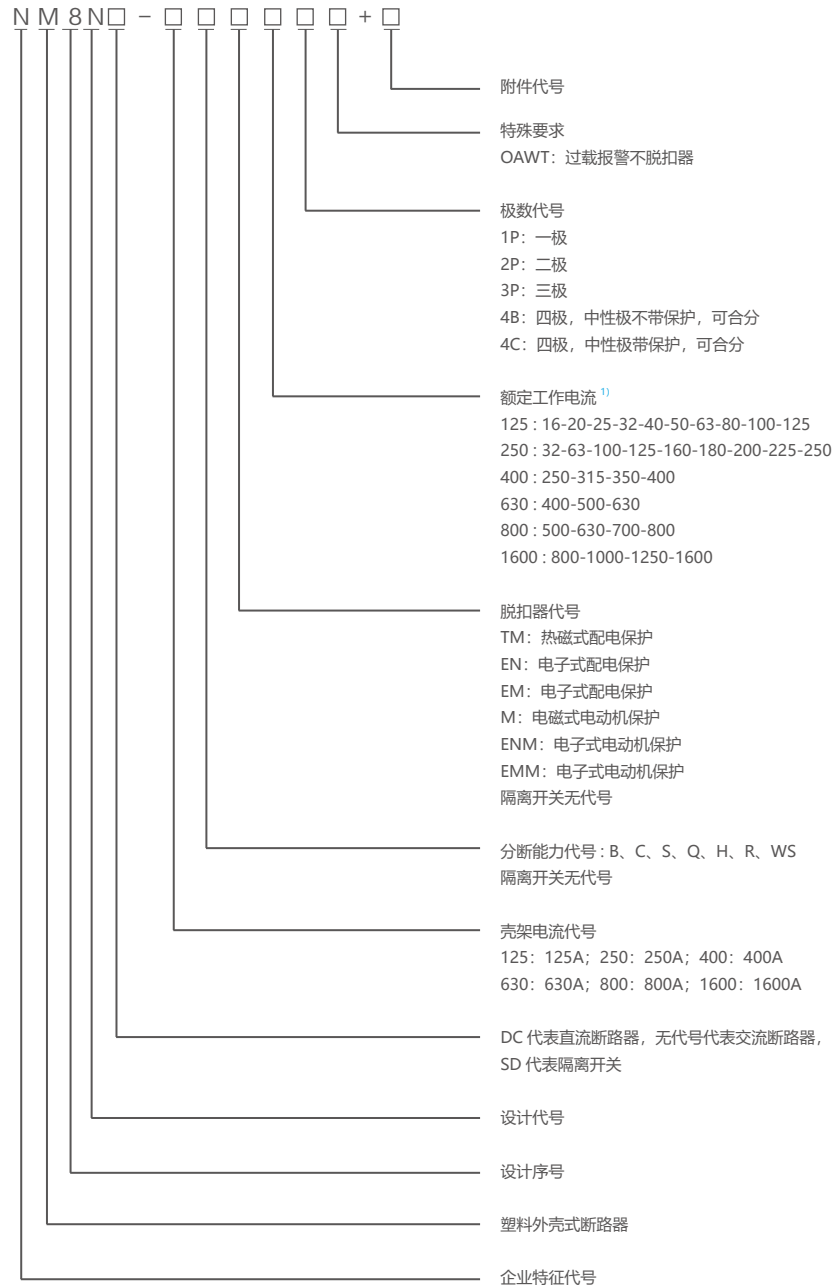 NM8N□-□□□□□□+□
附件代号
特殊要求
OAWT：过载报警不脱扣器
极数代号
1P：一极
2P：二极
3P：三极
4B：四极，中性极不带保护，可合分
4C：四极，中性极带保护，可合分
额定工作电流 1)
125 : 16-20-25-32-40-50-63-80-100-125
250 : 32-63-100-125-160-180-200-225-250
400 : 250-315-350-400
630 : 400-500-630
800 : 500-630-700-800
1600 : 800-1000-1250-1600
脱扣器代号
TM：热磁式配电保护
EN：电子式配电保护
EM：电子式配电保护
M：电磁式电动机保护
ENM：电子式电动机保护
EMM：电子式电动机保护
隔离开关无代号
分断能力代号 : B、C、S、Q、H、R、WS
隔离开关无代号
壳架电流代号
125：125A；250：250A；400：400A
630：630A；800：800A；1600：1600A
DC 代表直流断路器，无代号代表交流断路器，
SD 代表隔离开关
设计代号
设计序号
塑料外壳式断路器
企业特征代号